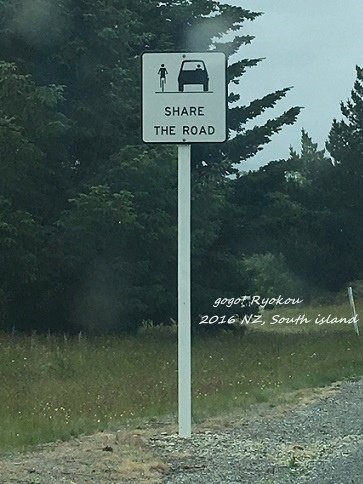 SHARE
THE ROAD
gogo! Ryokou
2016 NZ, South island